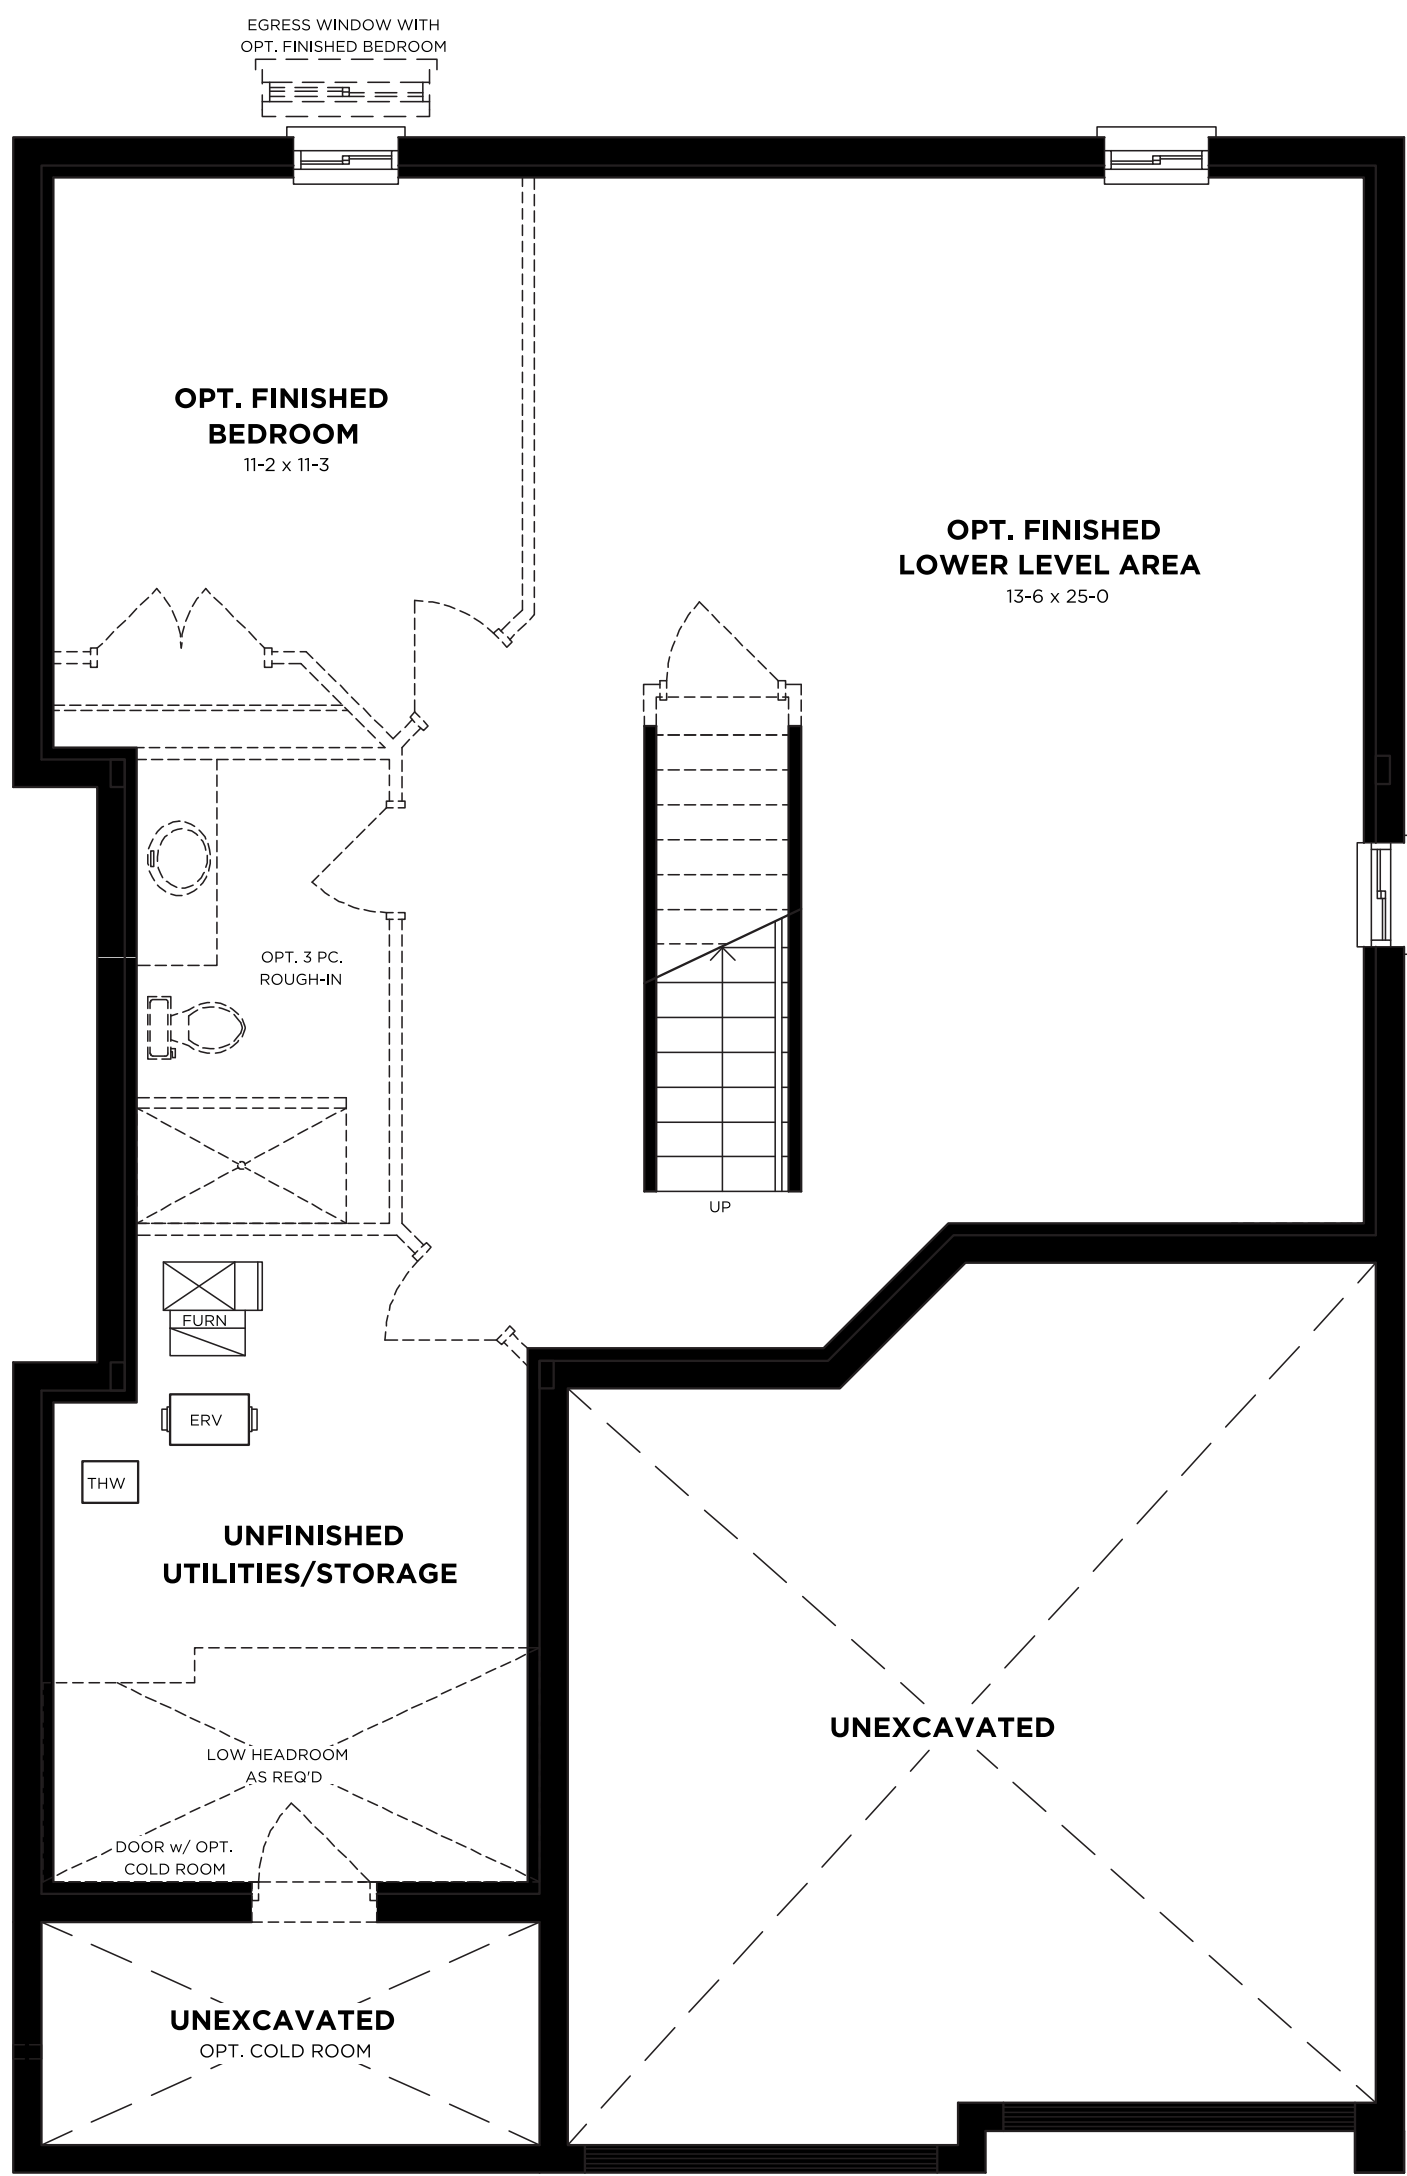 EGRESS WINDOW WITH
OPT. FINISHED BEDROOM
OPT. FINISHED
BEDROOM
11-2 x 11-3
OPT. FINISHED
LOWER LEVEL AREA
13-6 x 25-0
OPT. 3 PC.
ROUGH-IN
UP
FURN
ERV
THW
UNFINISHED
UTILITIES/STORAGE
UNEXCAVATED
LOW HEADROOM
AS REQ'D
DOOR w/ OPT.
COLD ROOM
UNEXCAVATED
OPT. COLD ROOM